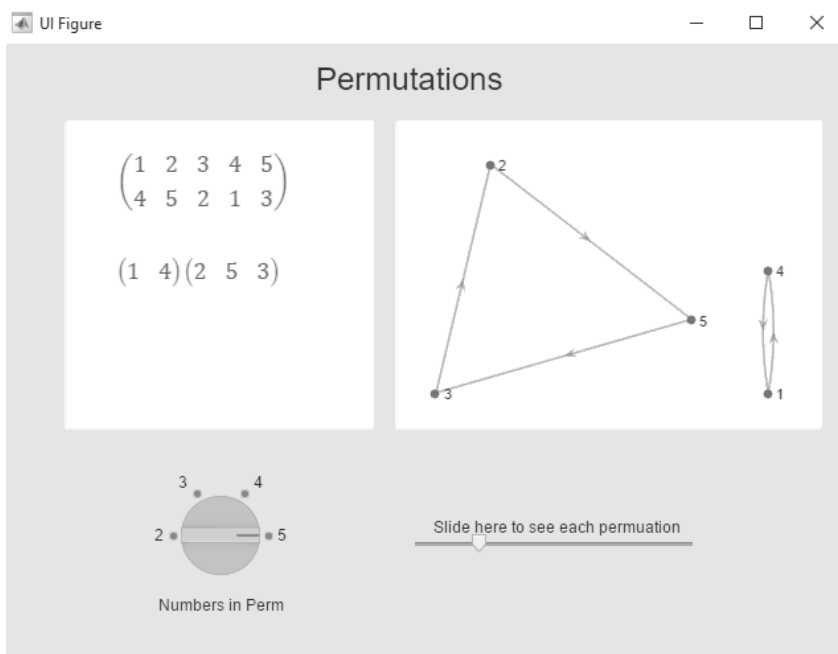 UI Figure
Permutations
(1 2 3 4 5)
(4 5 2 1 3)
(1 4)(2 5 3)
2
5
3
4
1
3
4
2
5
Numbers in Perm
Slide here to see each permuation